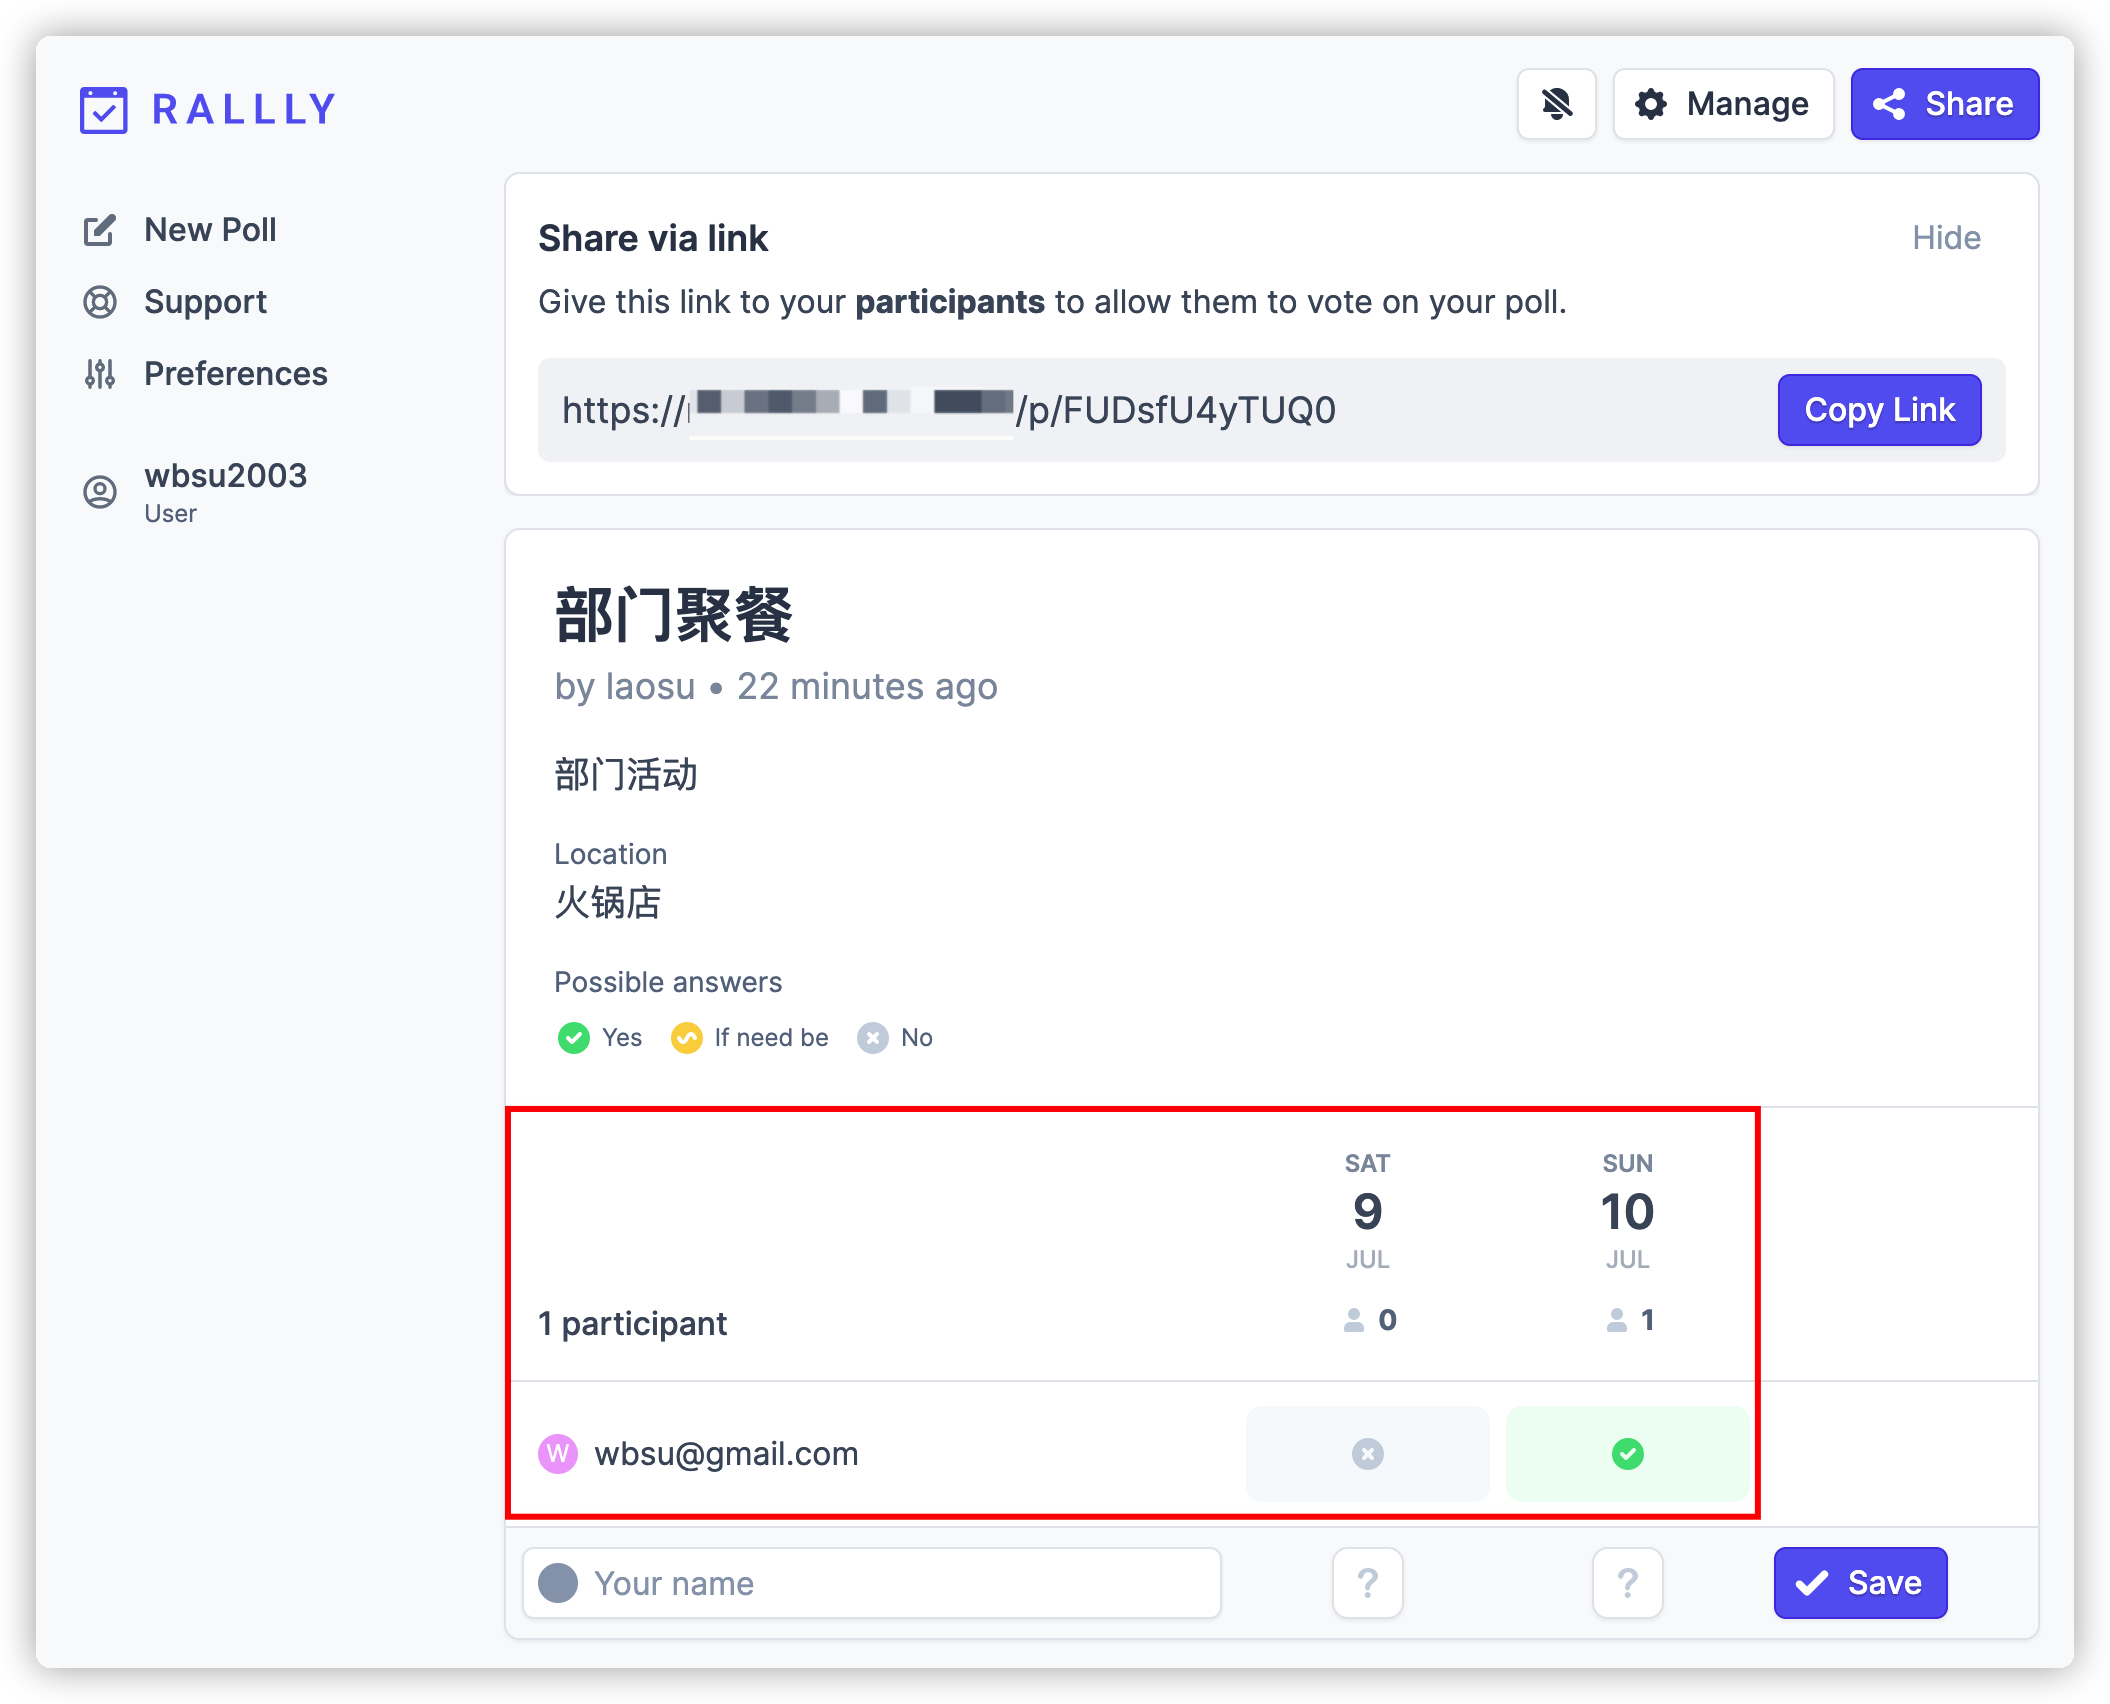 RALLLY
Manage
Share
New Poll
Support
Preferences
wbsu2003
User
Share via link
Hide
Give this link to your participants to allow them to vote on your poll.
https:// /p/FUDsfU4yTUQ0
Copy Link
部门聚餐
by laosu • 22 minutes ago
部门活动
Location
火锅店
Possible answers
Yes
If need be
No
SAT
9
JUL
0
SUN
10
JUL
1
1 participant
W
wbsu@gmail.com
Your name
?
?
Save